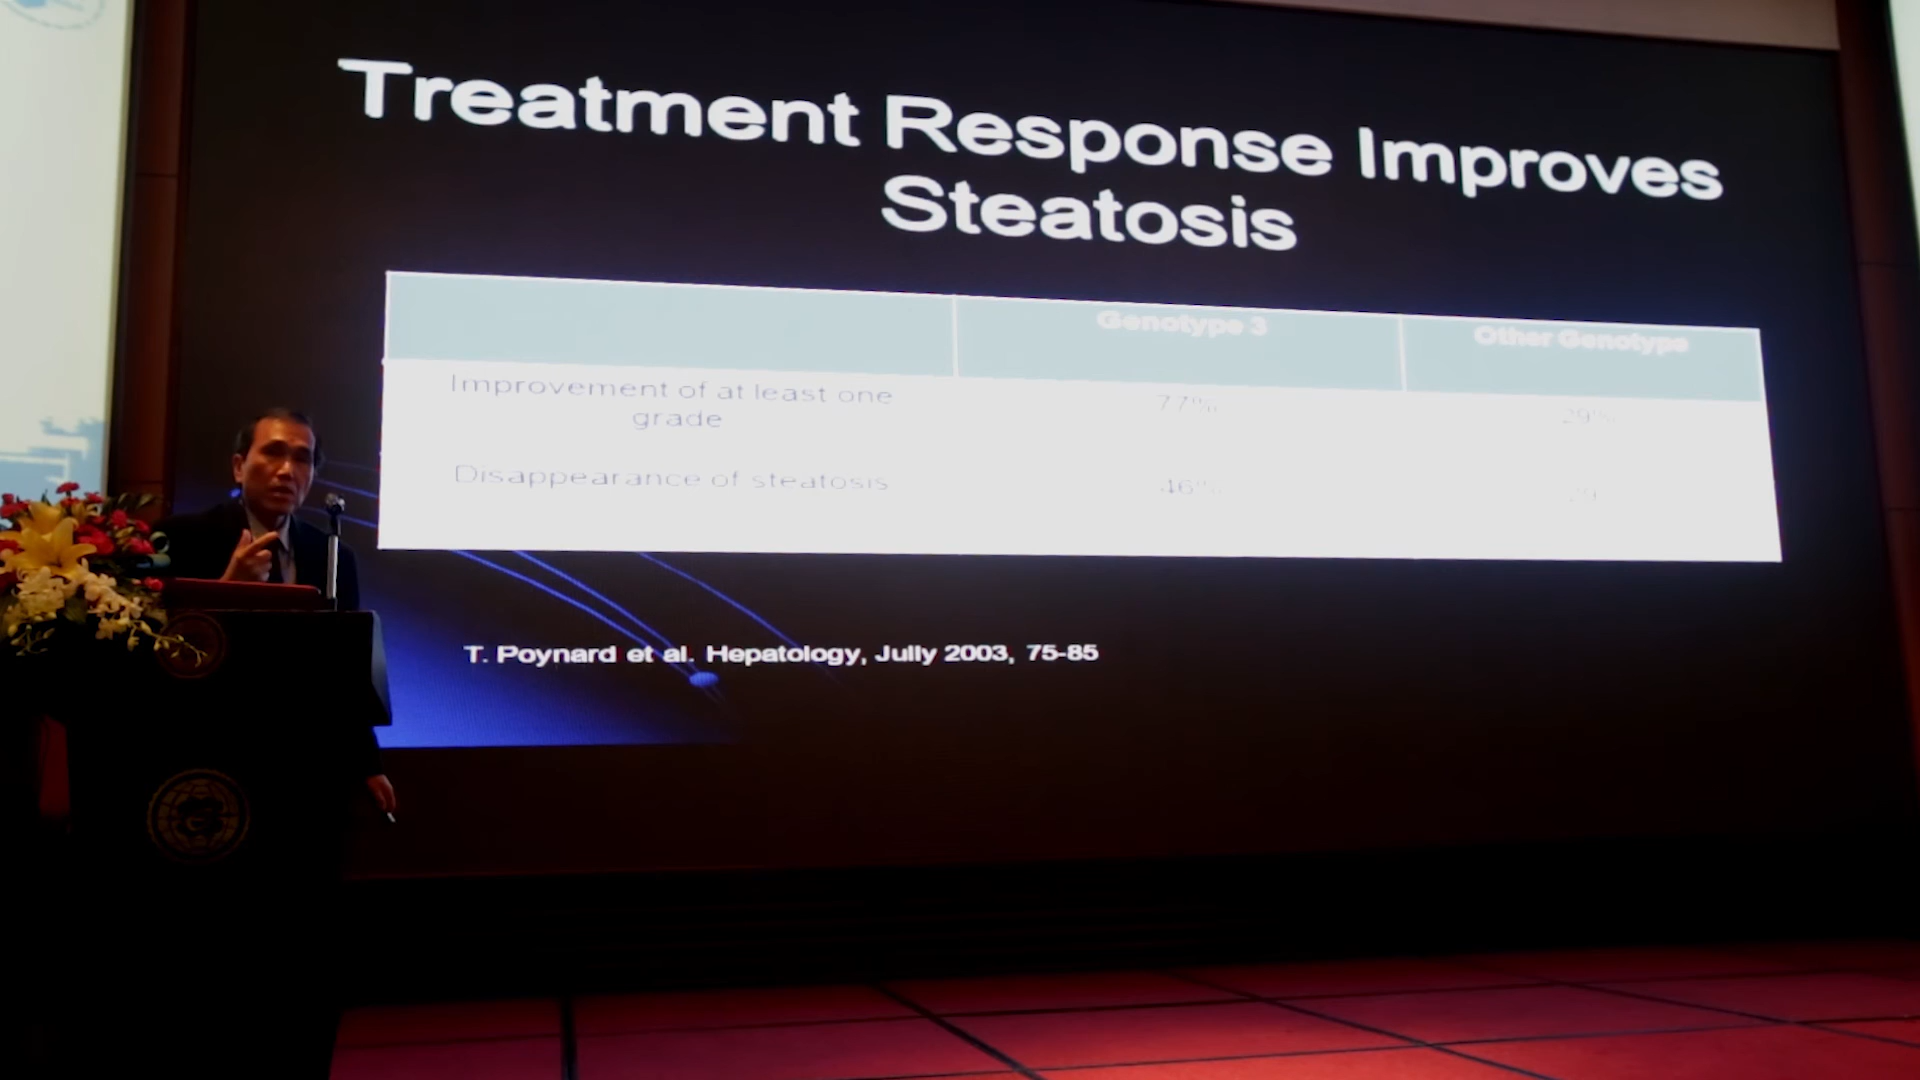 Treatment Response Improves
Steatosis
Genotype 3
Other Genotype
Improvement of at least one
grade
77%
29%
Disappearance of steatosis
46%
T. Poynard et al. Hepatology, Jully 2003, 75-85